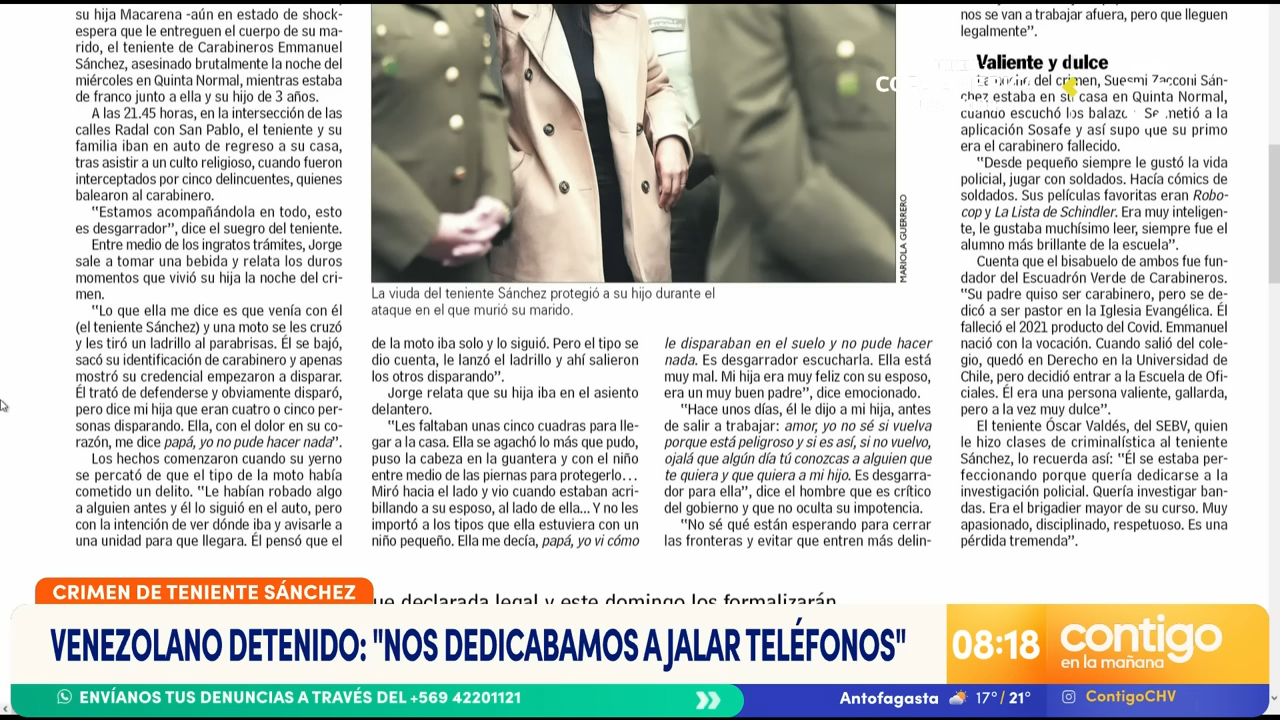 su hija Macarena -aún en estado de shock-
espera que le entreguen el cuerpo de su ma-
rido, el teniente de Carabineros Emmanuel
Sánchez, asesinado brutalmente la noche del
miércoles en Quinta Normal, mientras estaba
de franco junto a ella y su hijo de 3 años.
A las 21.45 horas, en la intersección de las
calles Radal con San Pablo, el teniente y su
familia iban en auto de regreso a su casa,
tras asistir a un culto religioso, cuando fueron
interceptados por cinco delincuentes, quienes
balearon al carabinero.
"Estamos acompañándola en todo, esto
es desgarrador", dice el suegro del teniente.
Entre medio de los ingratos trámites, Jorge
sale a tomar una bebida y relata los duros
momentos que vivió su hija la noche del cri-
men.
"Lo que ella me dice es que venía con él
(el teniente Sánchez) y una moto se les cruzó
y les tiró un ladrillo al parabrisas. Él se bajó,
sacó su identificación de carabinero y apenas
mostró su credencial empezaron a disparar.
Él trató de defenderse y obviamente disparó,
pero dice mi hija que eran cuatro o cinco per-
sonas disparando. Ella, con el dolor en su co-
razón, me dice papá, yo no pude hacer nada".
Los hechos comenzaron cuando su yerno
se percató de que el tipo de la moto había
cometido un delito. "Le habían robado algo
a alguien antes y él lo siguió en el auto, pero
con la intención de ver dónde iba y avisarle a
una unidad para que llegara. Él pensó que el
MARIOLA GUERRERO
La viuda del teniente Sánchez protegió a su hijo durante el
ataque en el que murió su marido.
de la moto iba solo y lo siguió. Pero el tipo se
dio cuenta, le lanzó el ladrillo y ahí salieron
los otros disparando".
Jorge relata que su hija iba en el asiento
delantero.
"Les faltaban unas cinco cuadras para lle-
gar a la casa. Ella se agachó lo más que pudo,
puso la cabeza en la guantera y con el niño
entre medio de las piernas para protegerlo...
Miró hacia el lado y vio cuando estaban acri-
billando a su esposo, al lado de ella... Y no les
importó a los tipos que ella estuviera con un
niño pequeño. Ella me decía, papá, yo vi cómo
le disparaban en el suelo y no pude hacer
nada. Es desgarrador escucharla. Ella está
muy mal. Mi hija era muy feliz con su esposo,
era un muy buen padre", dice emocionado.
"Hace unos días, él le dijo a mi hija, antes
de salir a trabajar: amor, yo no sé si vuelva
porque está peligroso y si es así, si no vuelvo,
ojalá que algún día tú conozcas a alguien que
te quiera y que quiera a mi hijo. Es desgarra-
dor para ella", dice el hombre que es crítico
del gobierno y que no oculta su impotencia.
"No sé qué están esperando para cerrar
las fronteras y evitar que entren más delin-
nos se van a trabajar afuera, pero que lleguen
legalmente".
Valiente y dulce
La noche del crimen, Suesmi Zacconi Sán-
chez estaba en su casa en Quinta Normal,
cuando escuchó los balazos. Se metió a la
aplicación Sosafe y así supo que su primo
era el carabinero fallecido.
"Desde pequeño siempre le gustó la vida
policial, jugar con soldados. Hacía cómics de
soldados. Sus películas favoritas eran Robo-
cop y La Lista de Schindler. Era muy inteligen-
te, le gustaba muchísimo leer, siempre fue el
alumno más brillante de la escuela".
Cuenta que el bisabuelo de ambos fue fun-
dador del Escuadrón Verde de Carabineros.
"Su padre quiso ser carabinero, pero se de-
dicó a ser pastor en la Iglesia Evangélica. Él
falleció el 2021 producto del Covid. Emmanuel
nació con la vocación. Cuando salió del cole-
gio, quedó en Derecho en la Universidad de
Chile, pero decidió entrar a la Escuela de Ofi-
ciales. Él era una persona valiente, gallarda,
pero a la vez muy dulce".
El teniente Óscar Valdés, del SEBV, quien
le hizo clases de criminalística al teniente
Sánchez, lo recuerda así: "Él se estaba per-
feccionando porque quería dedicarse a la
investigación policial. Quería investigar ban-
das. Era el brigadier mayor de su curso. Muy
apasionado, disciplinado, respetuoso. Es una
pérdida tremenda".
ue declarada legal y este domingo los formalizarán
CRIMEN DE TENIENTE SÁNCHEZ
VENEZOLANO DETENIDO: "NOS DEDICABAMOS A JALAR TELÉFONOS"
08:18
contigo
en la mañana
ENVÍANOS TUS DENUNCIAS A TRAVÉS DEL +569 42201121
Antofagasta 17°/ 21°
ContigoCHV